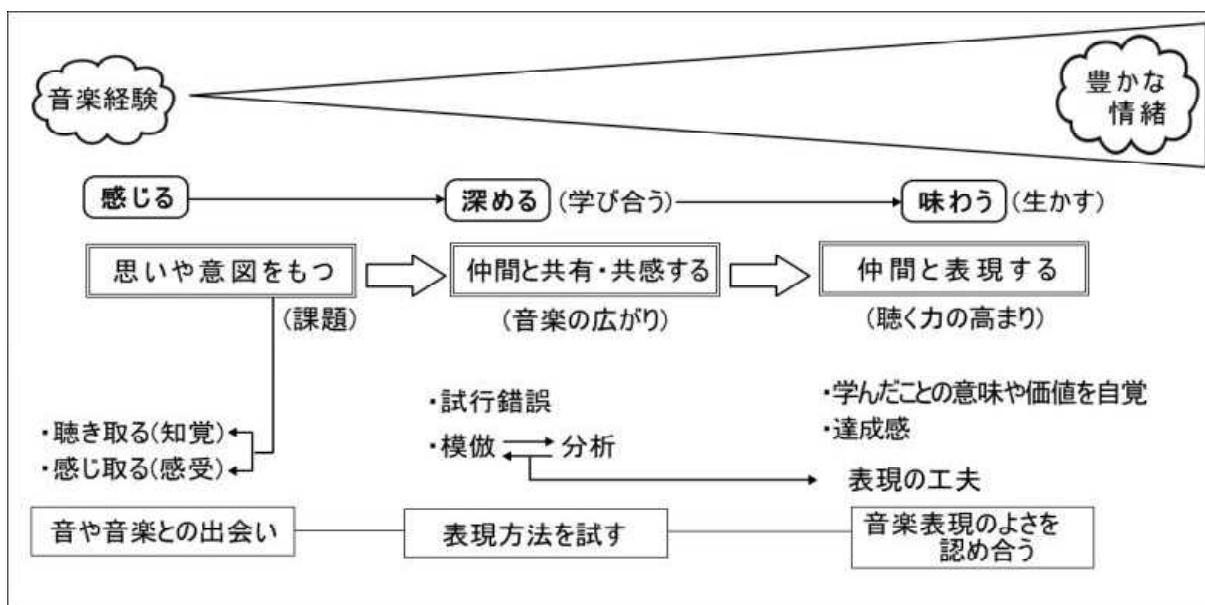 音楽経験
豊かな
情緒
感じる
深める (学び合う)
味わう (生かす)
思いや意図をもつ
仲間と共有・共感する
仲間と表現する
(課題)
(音楽の広がり)
(聴く力の高まり)
・聴き取る(知覚)
・感じ取る(感受)
・試行錯誤
・模倣 分析
・学んだことの意味や価値を自覚
・達成感
表現の工夫
音や音楽との出会い
表現方法を試す
音楽表現のよさを
認め合う